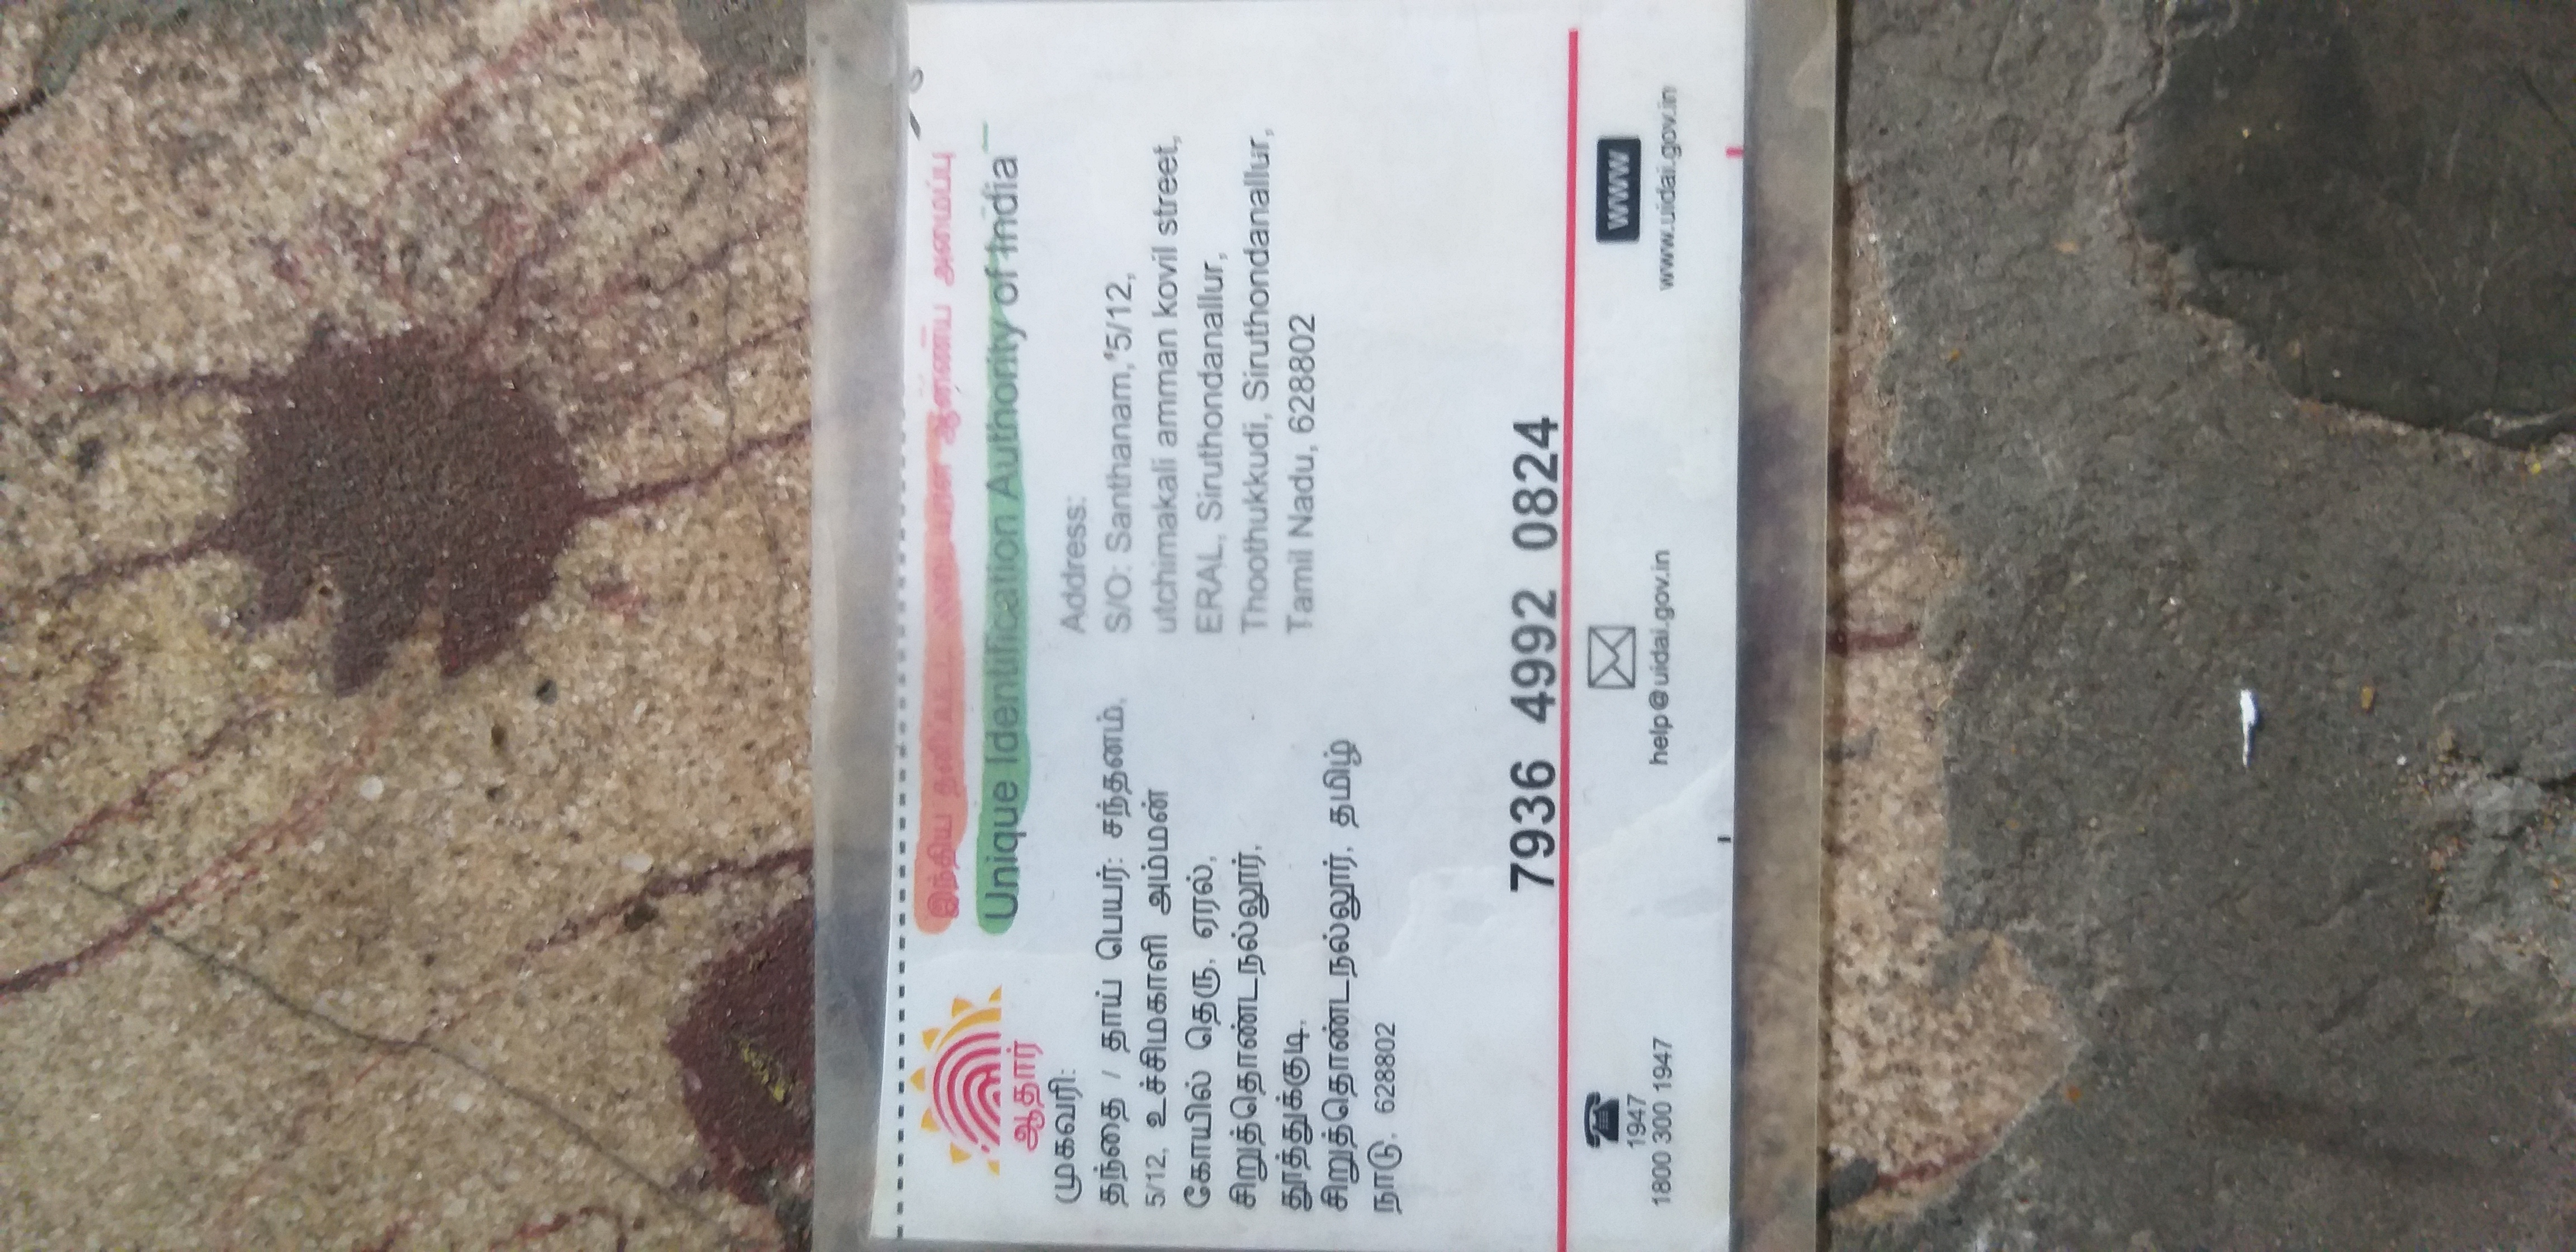 இந்திய அமைப்பு
Unique Identification Authority of India
ஆதார்
முகவரி:
தந்தை / தாய் பெயர்: சந்தனம்,
5/12, உச்சிமகாளி அம்மன்
கோயில் தெரு, ஏரல்,
சிறுத்தொண்டநல்லூர்,
தூத்துக்குடி,
சிறுத்தொண்டநல்லூர், தமிழ்
நாடு, 628802
Address:
S/O: Santhanam, 5/12,
utchimakali amman kovil street,
ERAL, Siruthondanallur,
Thoothukkudi, Siruthondanallur,
Tamil Nadu, 628802
7936 4992 0824
1947
1800 300 1947
help@uidai.gov.in
www
www.uidai.gov.in